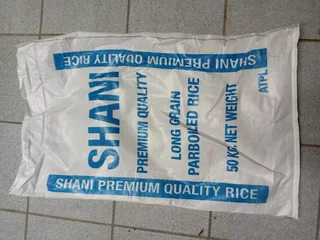 SHANI PREMIUM QUALITY RICE
SHANI
PREMIUM QUALITY
LONG GRAIN
PARBOILED RICE
50 KG. NET WEIGHT
ATPL
SHANI PREMIUM QUALITY RICE